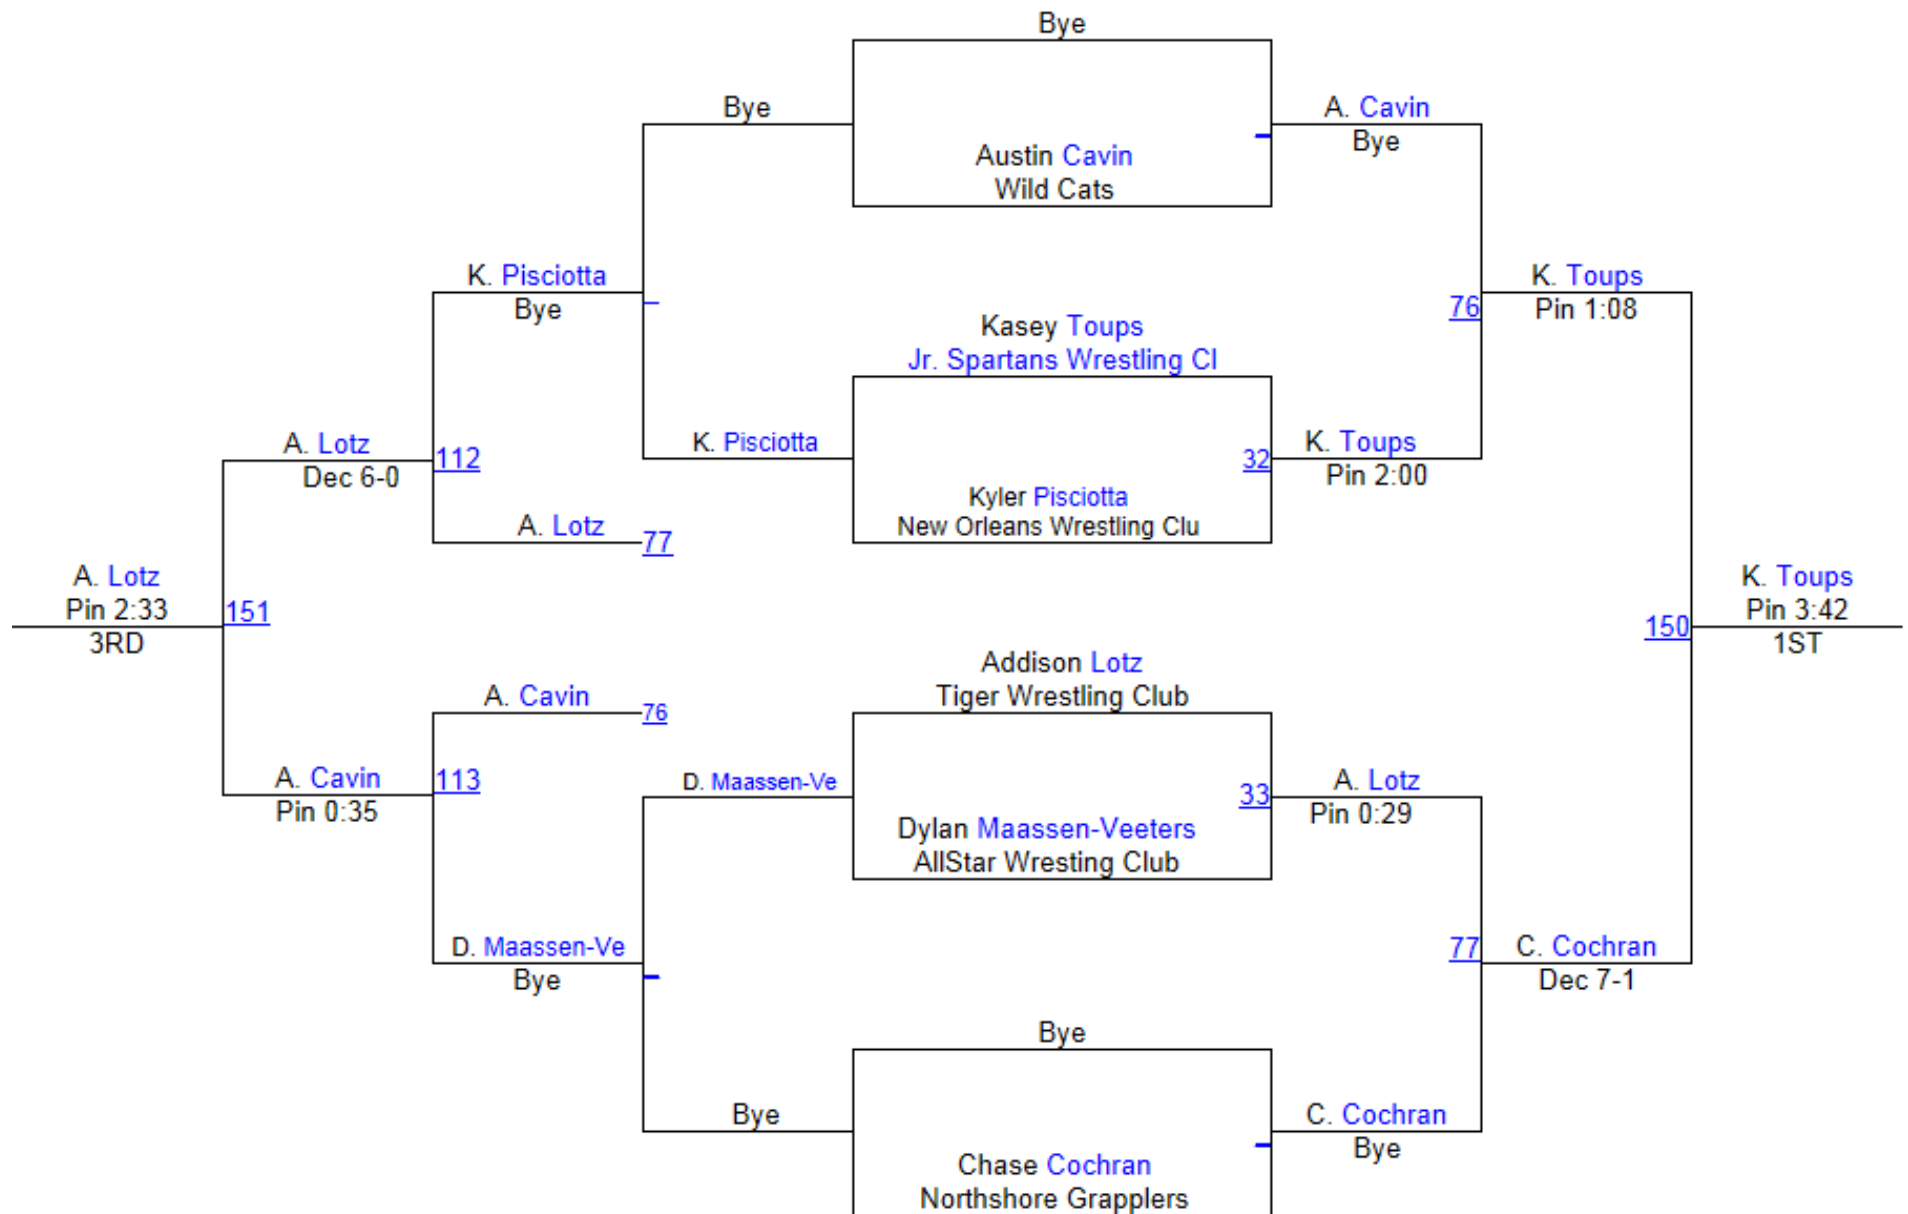 Bye
Bye
A. Cavin
Bye
Austin Cavin
Wild Cats
K. Pisciotta
Bye
K. Toups
Pin 1:08
76
Kasey Toups
Jr. Spartans Wrestling Cl
A. Lotz
Dec 6-0
112
K. Pisciotta
32
K. Toups
Pin 2:00
Kyler Pisciotta
New Orleans Wrestling Clu
A. Lotz
77
A. Lotz
Pin 2:33
3RD
151
K. Toups
Pin 3:42
1ST
150
Addison Lotz
Tiger Wrestling Club
A. Cavin
76
A. Cavin
Pin 0:35
113
D. Maassen-Ve
33
A. Lotz
Pin 0:29
Dylan Maassen-Veeters
AllStar Wresting Club
D. Maassen-Ve
Bye
77
C. Cochran
Dec 7-1
Bye
Bye
C. Cochran
Bye
Chase Cochran
Northshore Grapplers